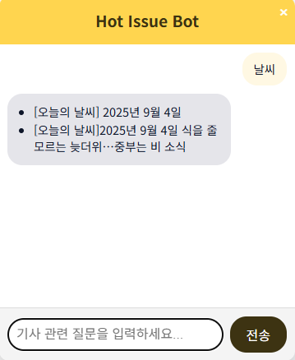 Hot Issue Bot
×
날씨
• [오늘의 날씨] 2025년 9월 4일
• [오늘의 날씨]2025년 9월 4일 식을 줄
모르는 늦더위…중부는 비 소식
기사 관련 질문을 입력하세요...
전송